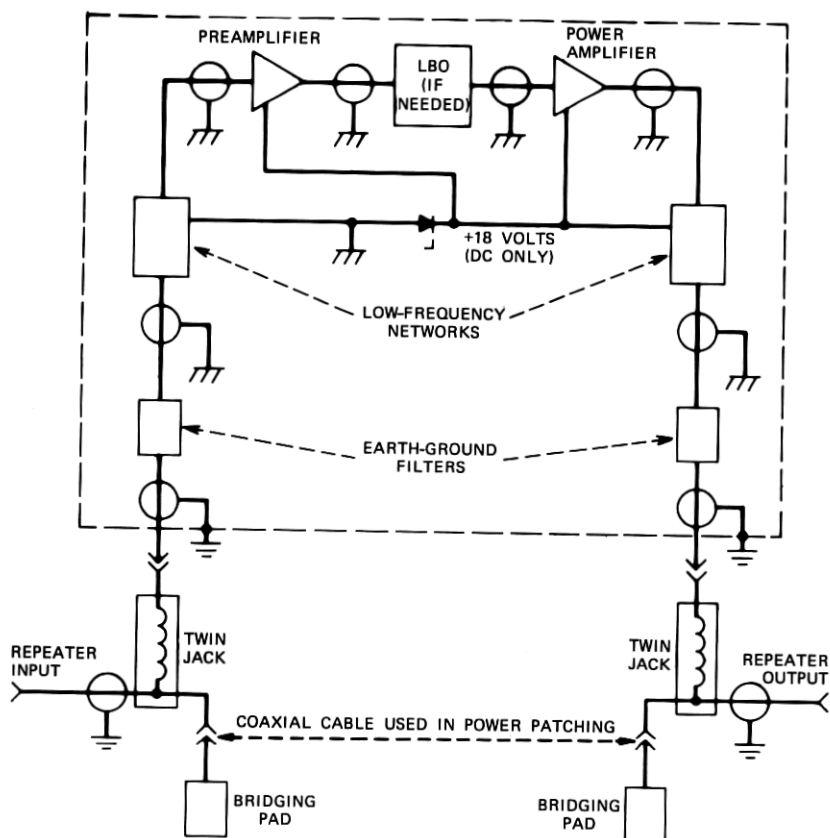 PREAMPLIFIER
POWER
AMPLIFIER
LBO
(IF
NEEDED)
+18 VOLTS
(DC ONLY)
LOW-FREQUENCY
NETWORKS
EARTH-GROUND
FILTERS
REPEATER
INPUT
TWIN
JACK
TWIN
JACK
REPEATER
OUTPUT
COAXIAL CABLE USED IN POWER PATCHING
BRIDGING
PAD
BRIDGING
PAD